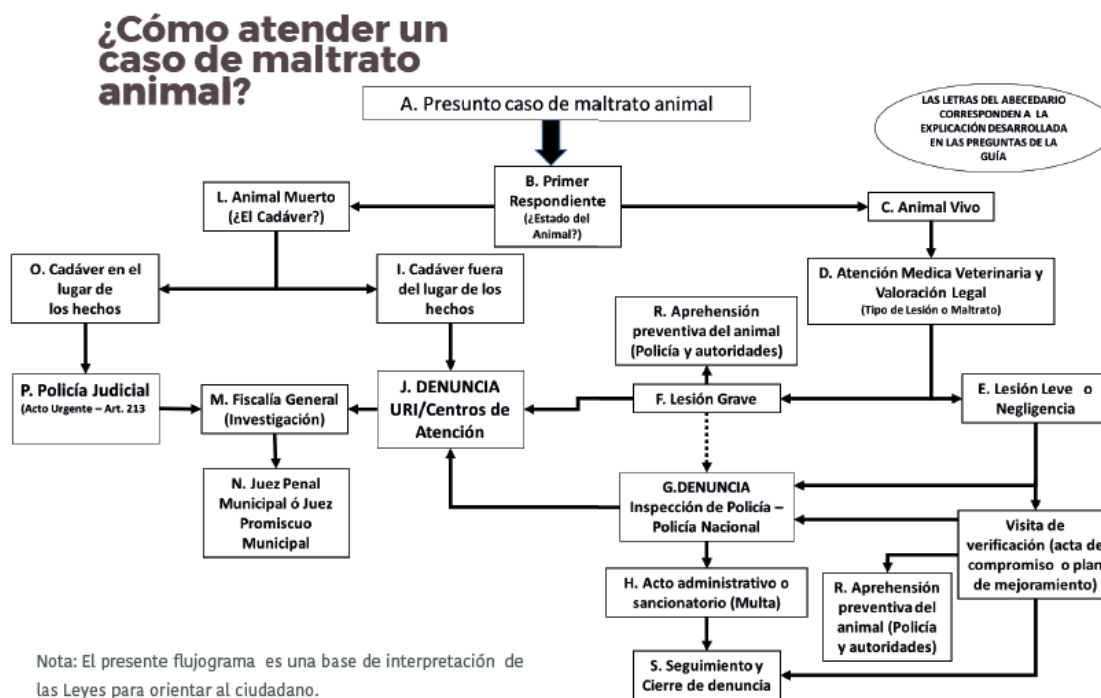 ¿Cómo atender un
caso de maltrato
animal?
A. Presunto caso de maltrato animal
LAS LETRAS DEL ABECEDARIO
CORRESPONDEN A LA
EXPLICACIÓN DESARROLLADA
EN LAS PREGUNTAS DE LA
GUÍA
B. Primer
Respondiente
(¿Estado del
Animal?)
L. Animal Muerto
(¿El Cadáver?)
C. Animal Vivo
O. Cadáver en el
lugar de
los hechos
I. Cadáver fuera
del lugar de los
hechos
D. Atención Medica Veterinaria y
Valoración Legal
(Tipo de Lesión o Maltrato)
R. Aprehensión
preventiva del animal
(Policía y autoridades)
P. Policía Judicial
(Acto Urgente – Art. 213
M. Fiscalía General
(Investigación)
J. DENUNCIA
URI/Centros de
Atención
F. Lesión Grave
E. Lesión Leve o
Negligencia
N. Juez Penal
Municipal ó Juez
Promiscuo
Municipal
G.DENUNCIA
Inspección de Policía –
Policía Nacional
Visita de
verificación (acta de
compromiso o plan
de mejoramiento)
H. Acto administrativo o
sancionatorio (Multa)
R. Aprehensión
preventiva del
animal (Policía
y autoridades)
S. Seguimiento y
Cierre de denuncia
Nota: El presente flujograma es una base de interpretación de
las Leyes para orientar al ciudadano.